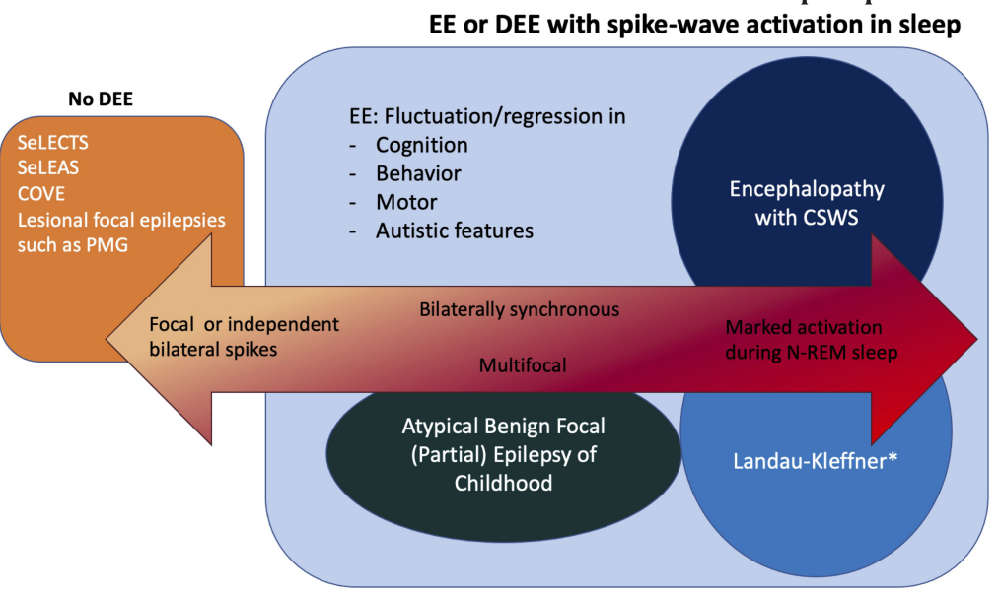 EE or DEE with spike-wave activation in sleep
No DEE
SeLECTS
SeLEAS
COVE
Lesional focal epilepsies
such as PMG
EE: Fluctuation/regression in
- Cognition
- Behavior
- Motor
- Autistic features
Encephalopathy
with CSWS
Focal or independent
bilateral spikes
Bilaterally synchronous
Multifocal
Marked activation
during N-REM sleep
Atypical Benign Focal
(Partial) Epilepsy of
Childhood
Landau-Kleffner*